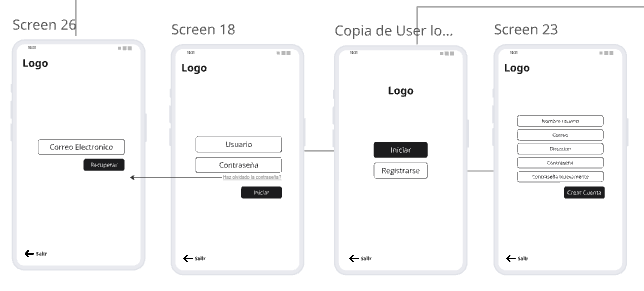 Screen 26
Logo
Correo Electronico
Recuperar
Salir
Screen 18
Logo
Usuario
Contraseña
Haz olvidado la contraseña?
Iniciar
Salir
Copia de User lo...
Logo
Iniciar
Registrarse
Salir
Screen 23
Logo
Nombre Usuario
Correo
Direccion
Contraseña
Contraseña nuevamente
Crear Cuenta
Salir